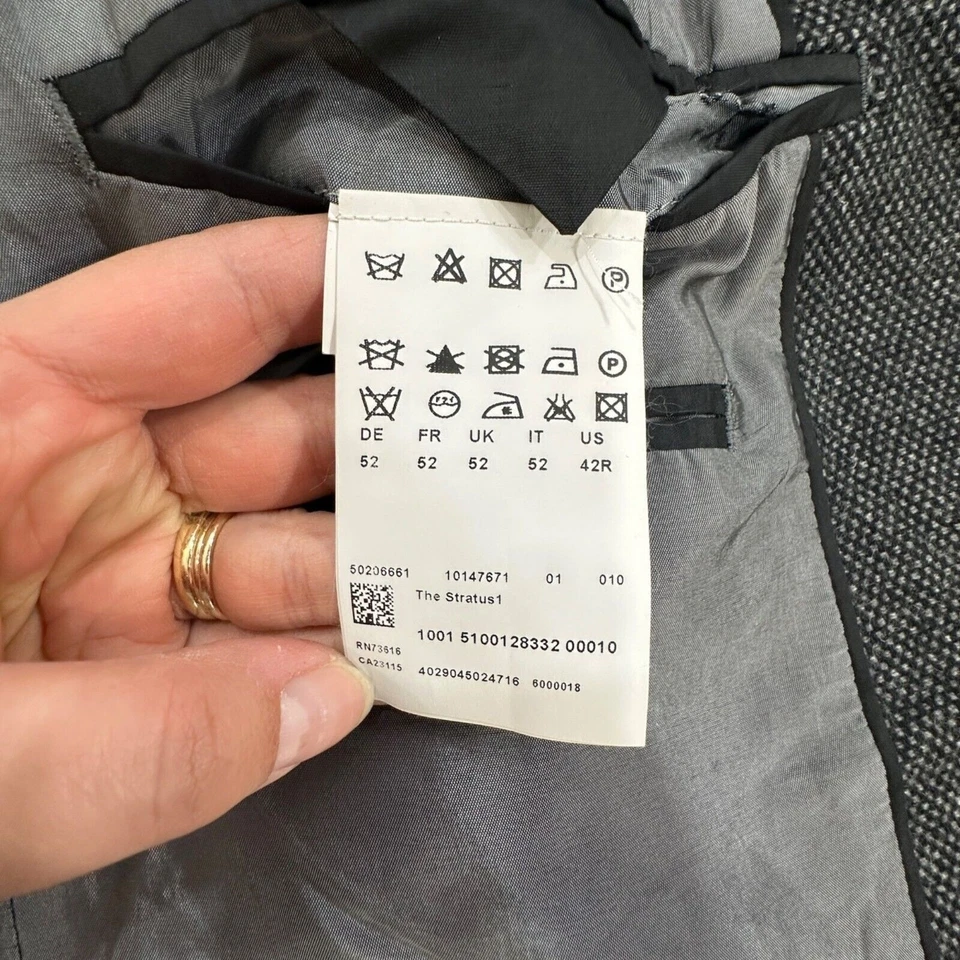 DE FR UK IT US
52 52 52 52 42R
50206661 10147671 01 010
The Stratus1
1001 5100128332 00010
RN73616
CA23115
4029045024716 6000018